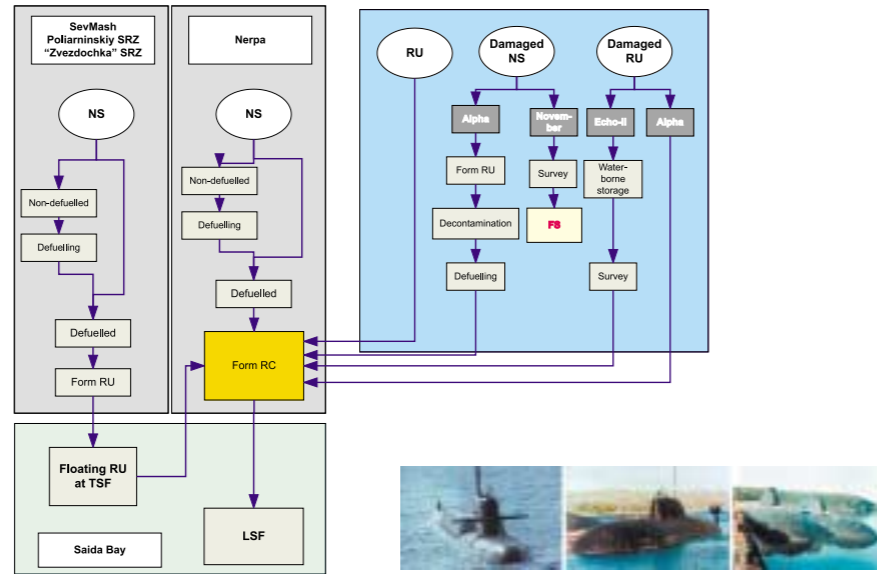 SevMash
Poliarninskiy SRZ
“Zvezdochka” SRZ
NS
Non-defuelled
Defuelling
Defuelled
Form RU
Nerpa
NS
Non-defuelled
Defuelling
Defuelled
Form RC
RU
Damaged
NS
Damaged
RU
Alpha
Novem-
ber
Echo-II
Alpha
Form RU
Survey
Water-
borne
storage
Decontamination
FS
Defuelling
Survey
Floating RU
at TSF
LSF
Saida Bay